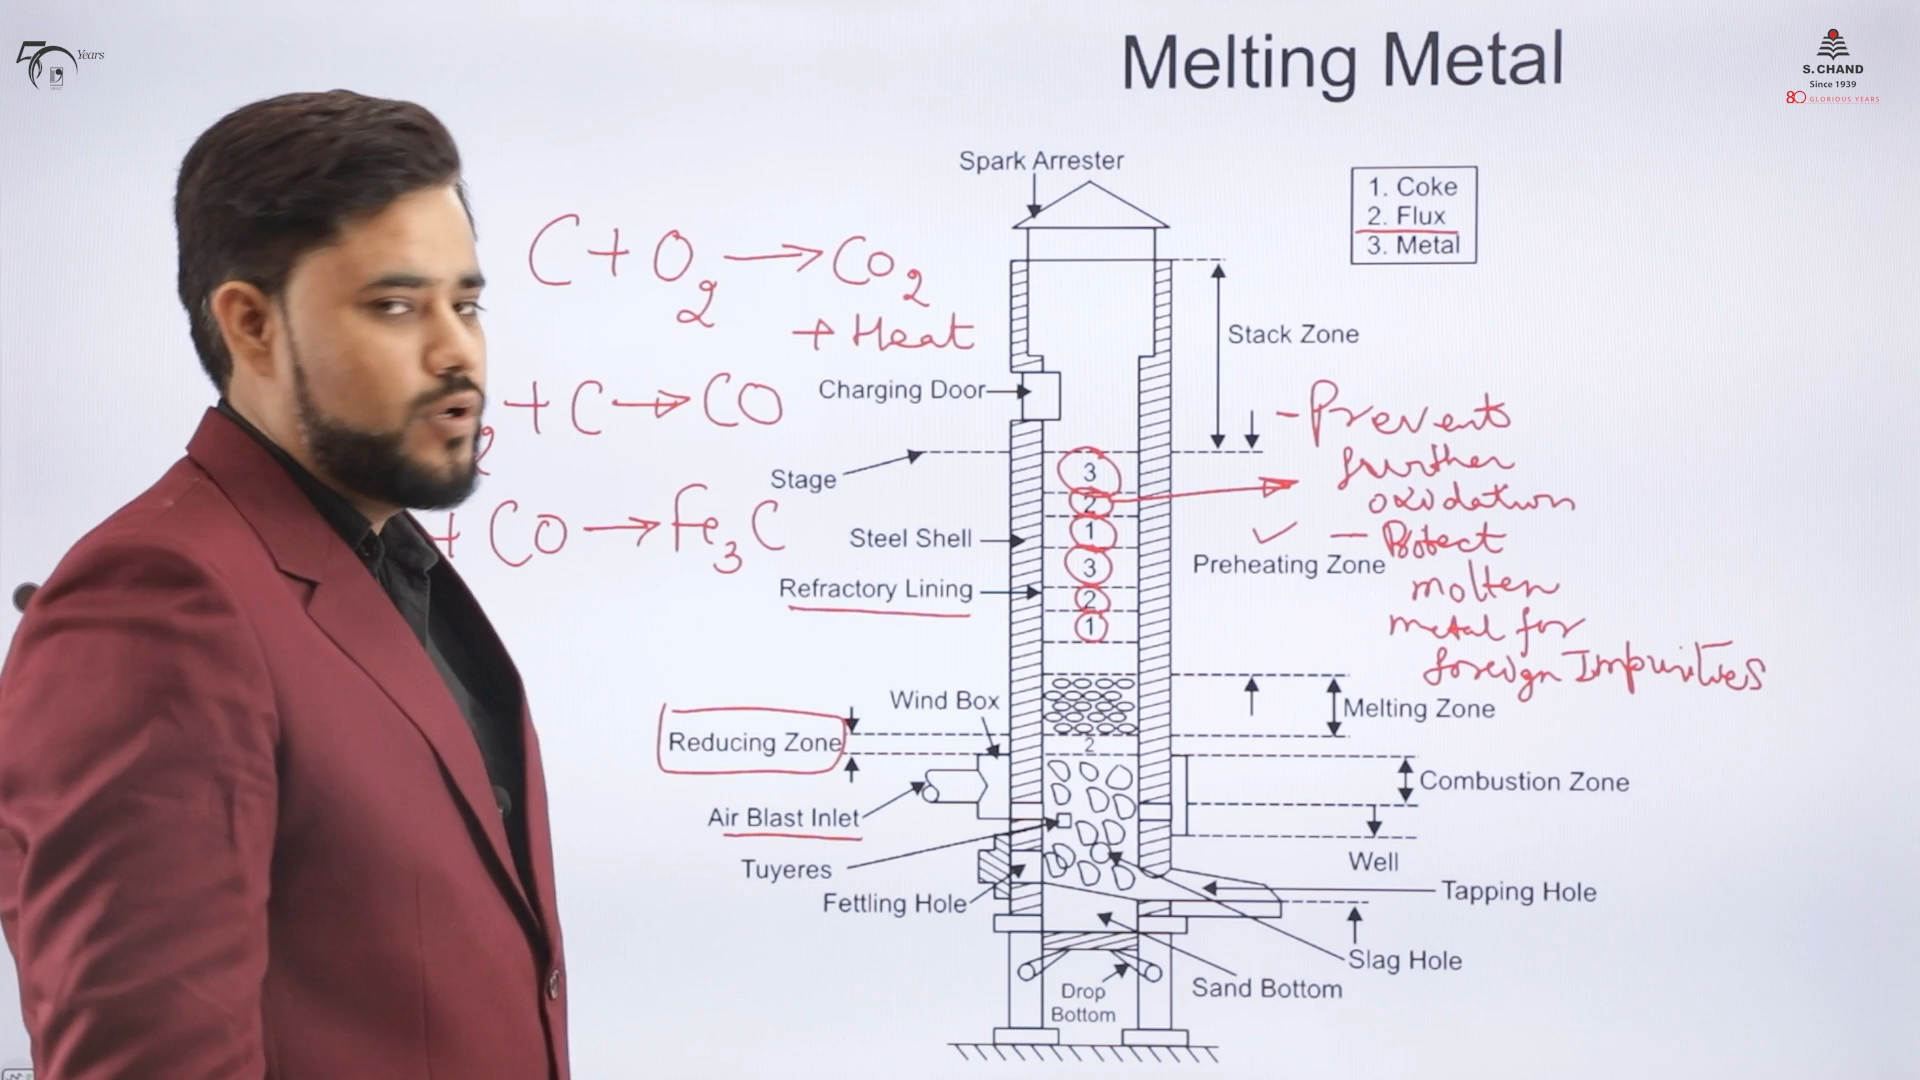 50 Years
Melting Metal
S. CHAND
Since 1939
80 GLORIOUS YEARS
Spark Arrester
1. Coke
2. Flux
3. Metal
C + O2 → CO2
+ Heat
Stack Zone
Charging Door
2 + C → CO
- Prevents
further
oxodation
Stage
3
2
1
3
2
1
+ CO → Fe3C
Steel Shell
- Protect
Preheating Zone
molten
Refractory Lining
metal for
foreign Impurities
Wind Box
Melting Zone
Reducing Zone
2
Combustion Zone
Air Blast Inlet
Well
Tuyeres
Tapping Hole
Fettling Hole
Slag Hole
Sand Bottom
Drop
Bottom